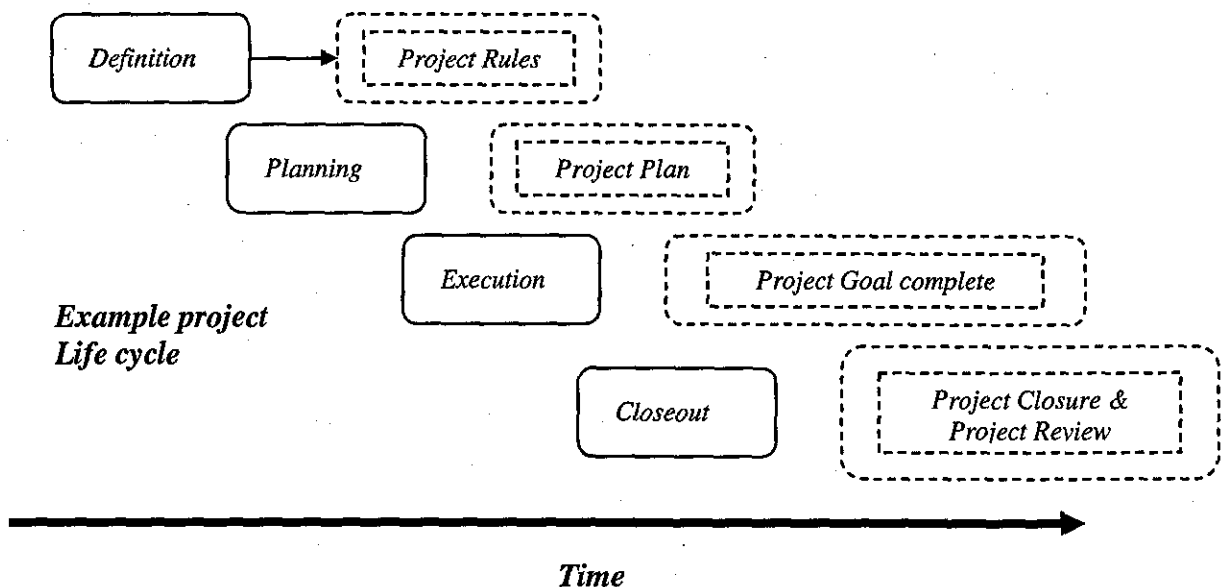 Definition
Project Rules
Planning
Project Plan
Execution
Project Goal complete
Example project
Life cycle
Closeout
Project Closure &
Project Review
Time